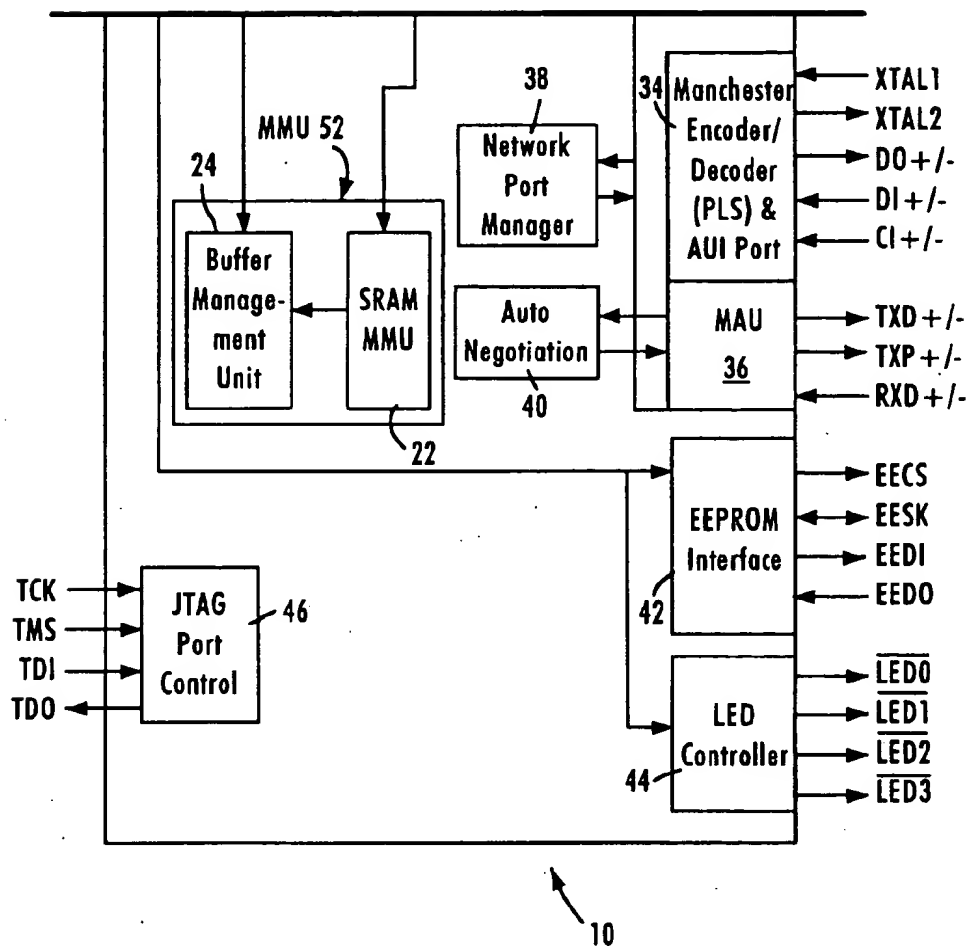 MMU 52
24
Buffer
Manage-
ment
Unit
SRAM
MMU
22
38
Network
Port
Manager
Auto
Negotiation
40
34
Manchester
Encoder/
Decoder
(PLS) &
AUI Port
MAU
36
XTAL1
XTAL2
DO +/-
DI +/-
CI +/-
TXD +/-
TXP +/-
RXD +/-
EEPROM
Interface
42
EECS
EESK
EEDI
EEDO
TCK
TMS
TDI
TDO
JTAG
Port
Control
46
LED
Controller
44
LED0
LED1
LED2
LED3
10